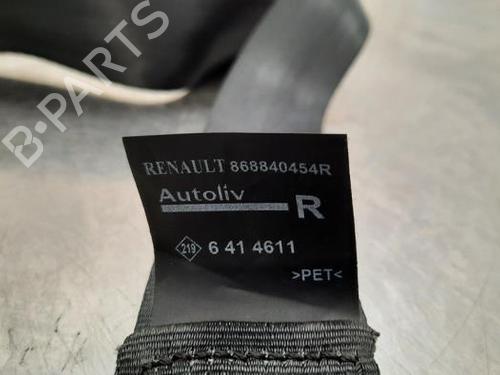 B-PARTS
RENAULT 868840454R
Autoliv R
219 6 41 4611
>PET<